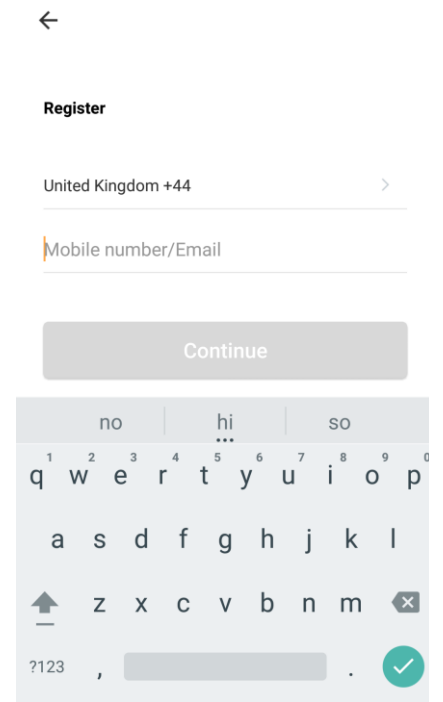 Register
United Kingdom +44
Mobile number/Email
Continue
no hi so
1 2 3 4 5 6 7 8 9 0
q w e r t y u i o p
a s d f g h j k l
z x c v b n m
?123 , .